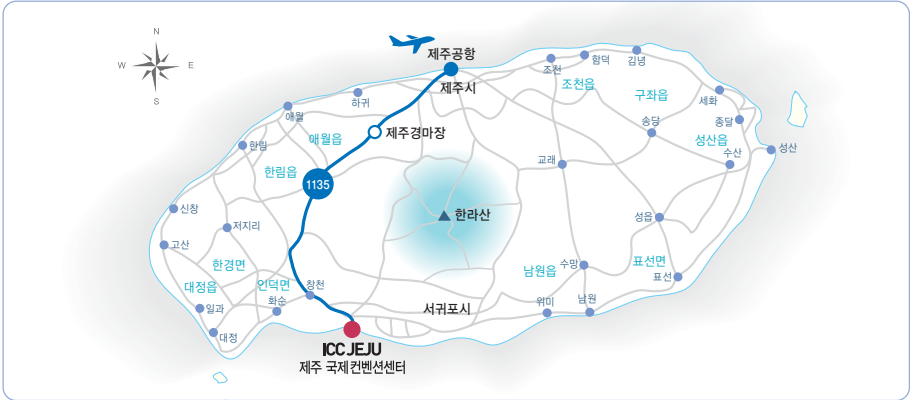 N
W E
S
제주공항
제주시
조천
함덕
김녕
조천읍
구좌읍
세화
하귀
애월
애월읍
제주경마장
송당
종달
성산읍
수산
성산
한림
한림읍
1135
교래
한라산
신창
저지리
고산
성읍
한경면
대정읍
안덕면
화순
창천
남원읍
수망
표선면
표선
서귀포시
위미
남원
일과
대정
ICC JEJU
제주 국제컨벤션센터